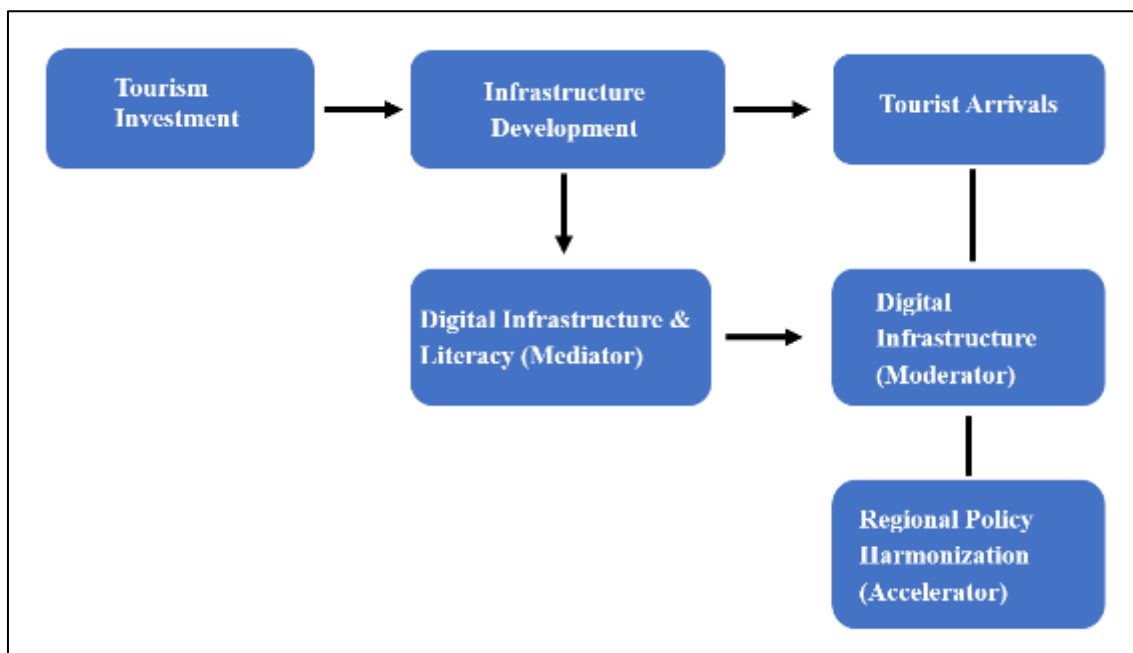 Tourism
Investment
Infrastructure
Development
Tourist Arrivals
Digital Infrastructure &
Literacy (Mediator)
Digital
Infrastructure
(Moderator)
Regional Policy
Harmonization
(Accelerator)